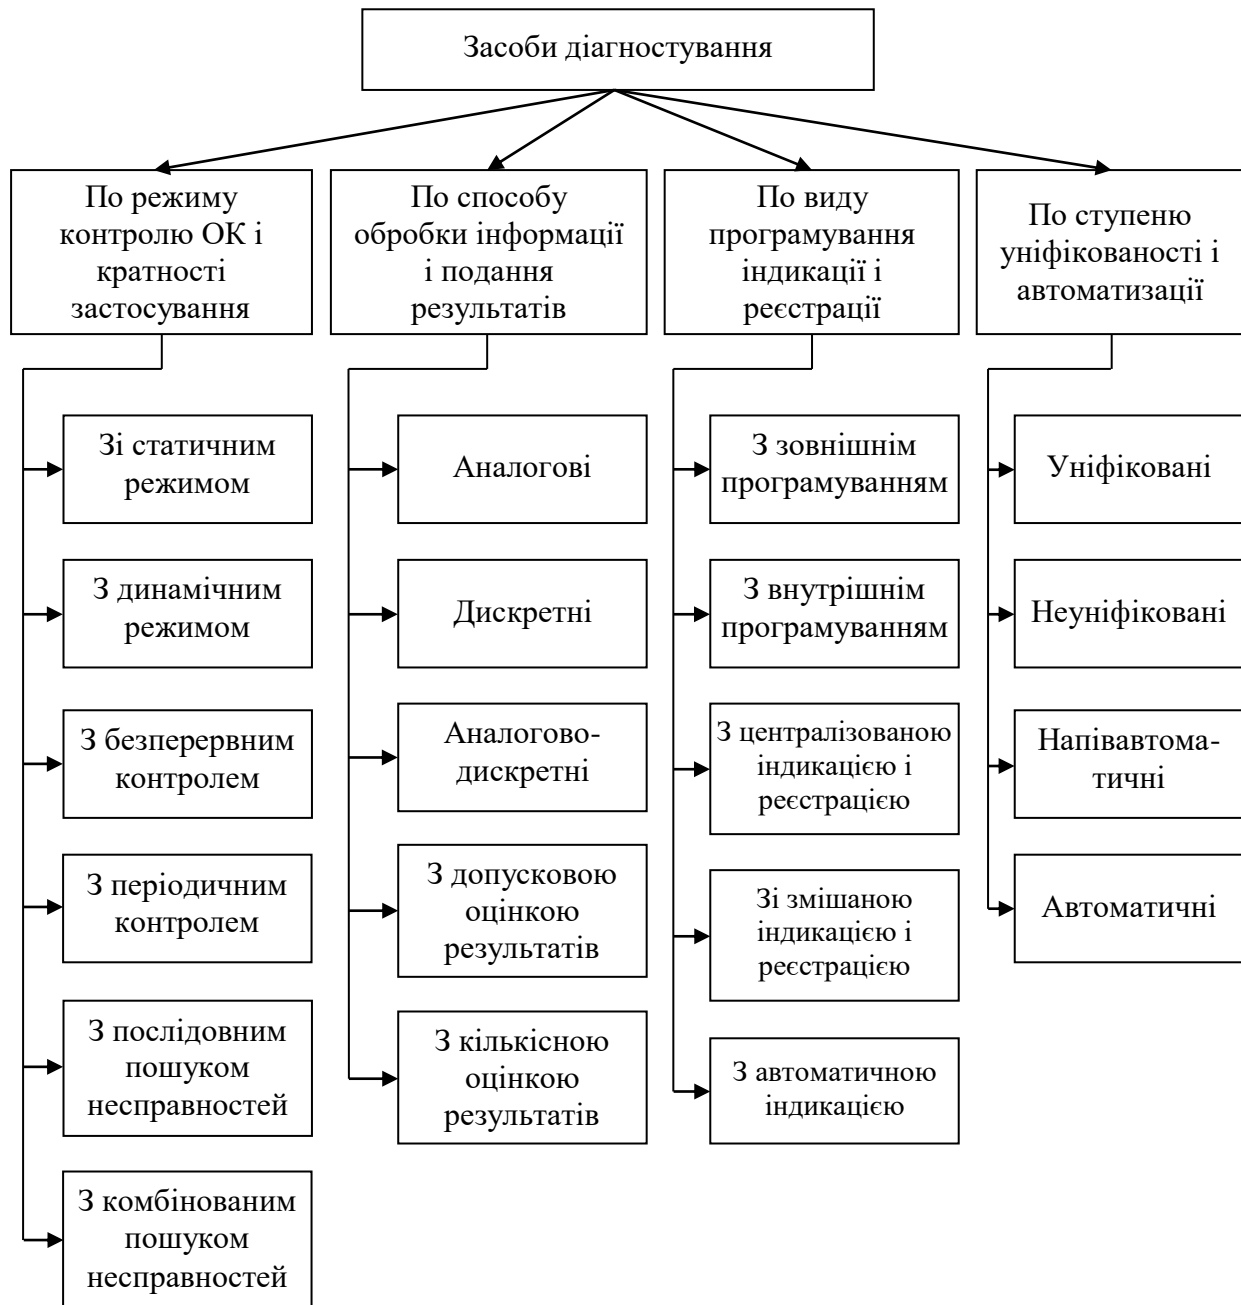 Засоби діагностування
По режиму
контролю ОК і
кратності
застосування
По способу
обробки інформації
і подання
результатів
По виду
програмування
індикації і
реєстрації
По ступеню
уніфікованості і
автоматизації
Зі статичним
режимом
З динамічним
режимом
З безперервним
контролем
З періодичним
контролем
З послідовним
пошуком
несправностей
З комбінованим
пошуком
несправностей
Аналогові
Дискретні
Аналогово-
дискретні
З допусковою
оцінкою
результатів
З кількісною
оцінкою
результатів
З зовнішнім
програмуванням
З внутрішнім
програмуванням
З централізованою
індикацією і
реєстрацією
Зі змішаною
індикацією і
реєстрацією
З автоматичною
індикацією
Уніфіковані
Неуніфіковані
Напівавтома-
тичні
Автоматичні